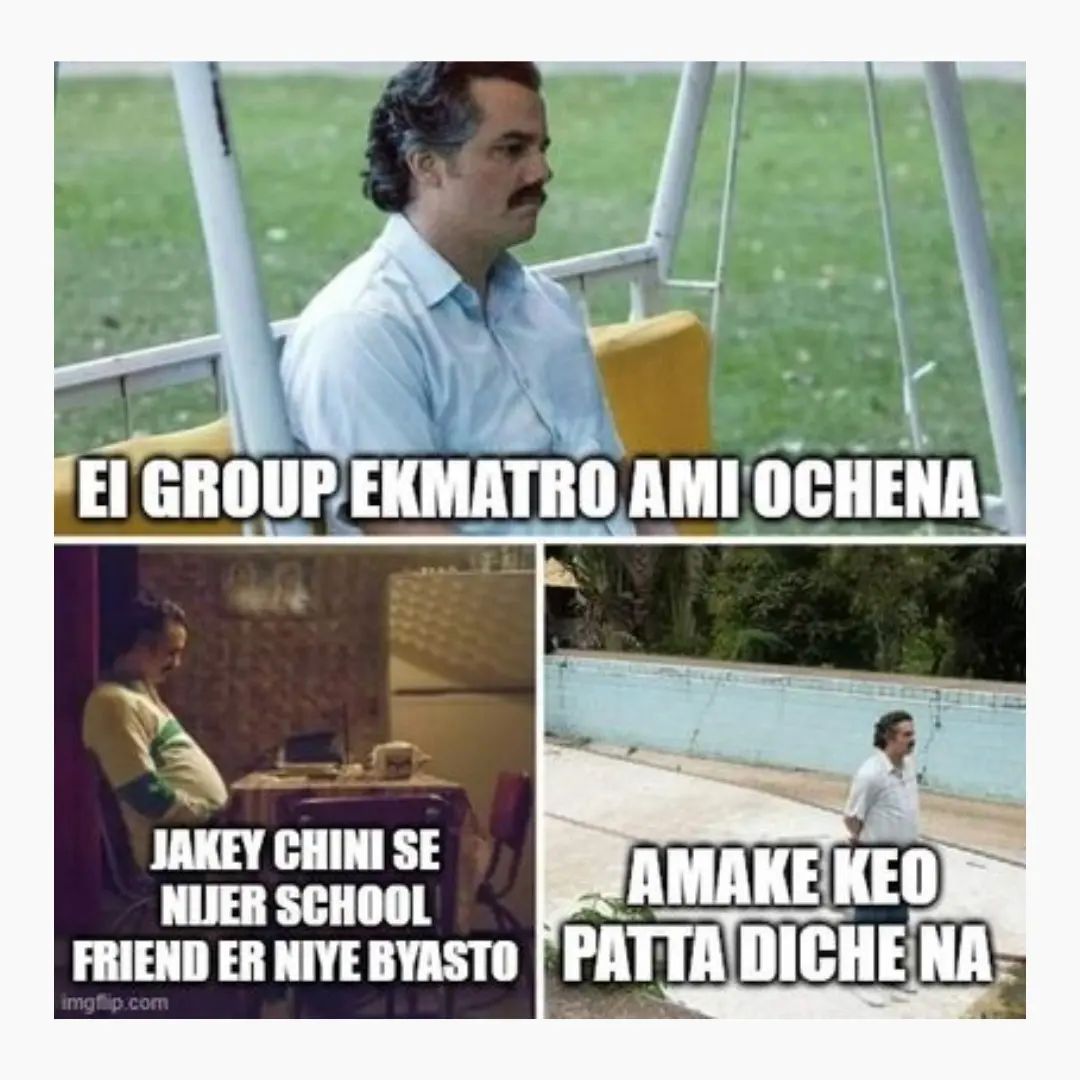 EI GROUP EKMATRO AMI OCHENA
JAKEY CHINI SE
NIJER SCHOOL
FRIEND ER NIYE BYASTO
AMAKE KEO
PATTA DICHE NA
imgflip.com